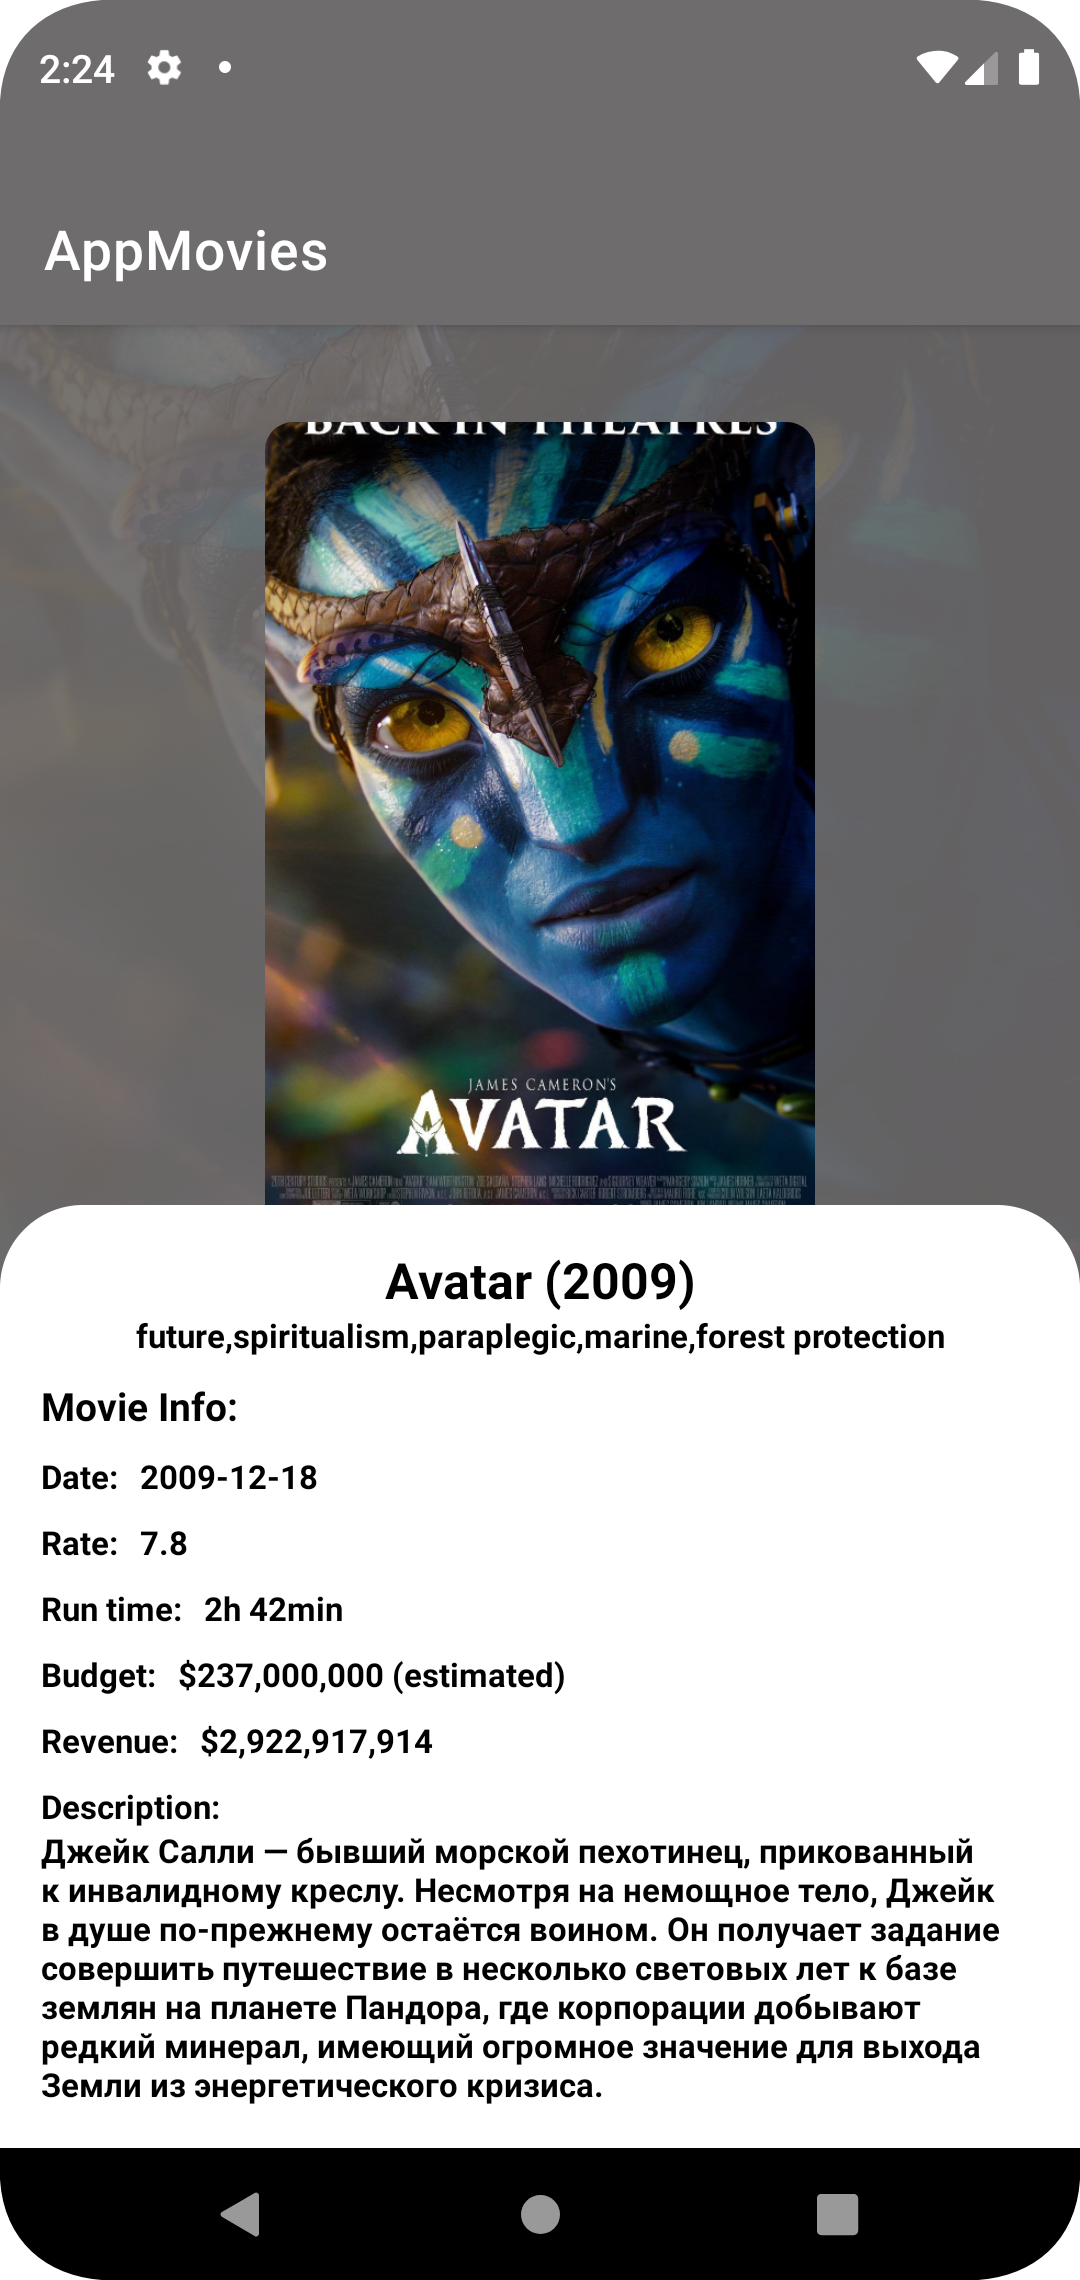 2:24
AppMovies
BACK IN THEATRES
JAMES CAMERON'S
AVATAR
Avatar (2009)
future,spiritualism,paraplegic,marine,forest protection
Movie Info:
Date: 2009-12-18
Rate: 7.8
Run time: 2h 42min
Budget: $237,000,000 (estimated)
Revenue: $2,922,917,914
Description:
Джейк Салли — бывший морской пехотинец, прикованный
к инвалидному креслу. Несмотря на немощное тело, Джейк
в душе по-прежнему остаётся воином. Он получает задание
совершить путешествие в несколько световых лет к базе
землян на планете Пандора, где корпорации добывают
редкий минерал, имеющий огромное значение для выхода
Земли из энергетического кризиса.